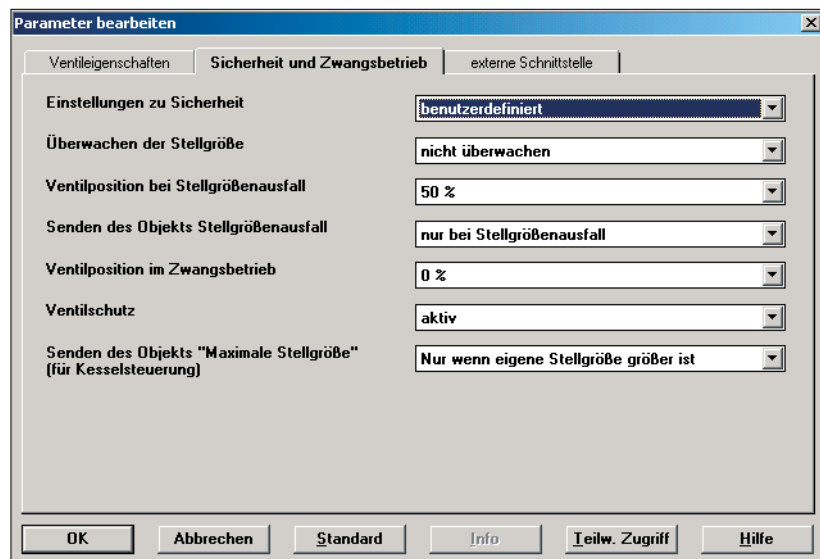 Parameter bearbeiten
Ventileigenschaften
Sicherheit und Zwangsbetrieb
externe Schnittstelle
Einstellungen zu Sicherheit
benutzerdefiniert
Überwachen der Stellgröße
nicht überwachen
Ventilposition bei Stellgrößenausfall
50 %
Senden des Objekts Stellgrößenausfall
nur bei Stellgrößenausfall
Ventilposition im Zwangsbetrieb
0 %
Ventilschutz
aktiv
Senden des Objekts "Maximale Stellgröße"
(für Kesselsteuerung)
Nur wenn eigene Stellgröße größer ist
OK
Abbrechen
Standard
Info
Teilw. Zugriff
Hilfe